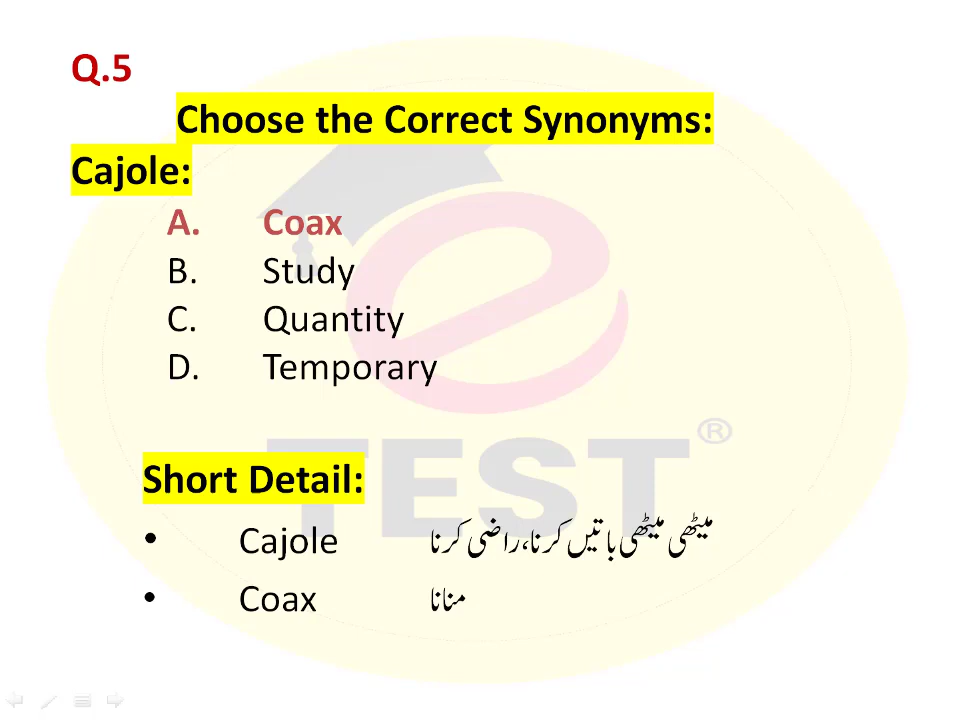 Q.5
Choose the Correct Synonyms:
Cajole:
A. Coax
B. Study
C. Quantity
D. Temporary
e TEST ®
Short Detail:
• Cajole میٹھی میٹھی باتیں کرنا،راضی کرنا
• Coax منانا